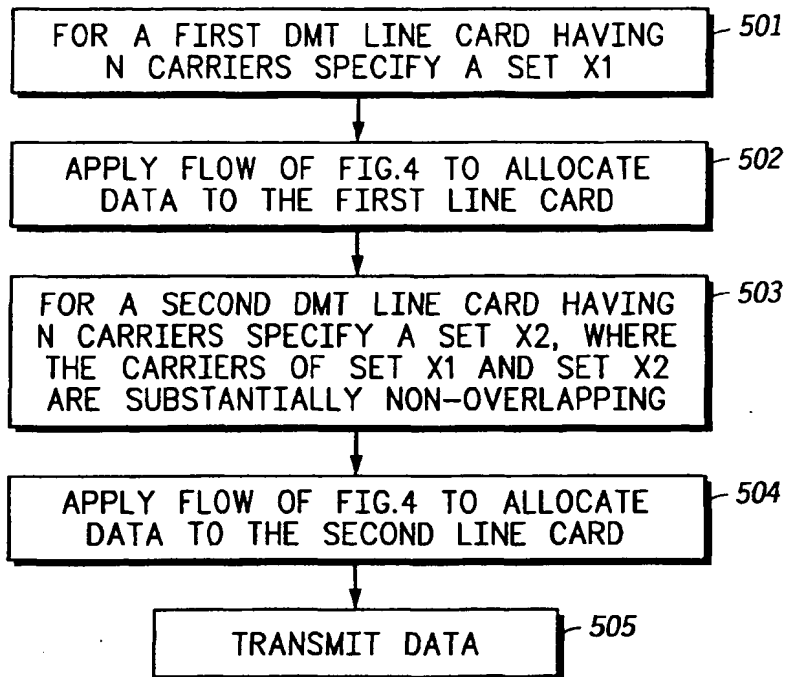 FOR A FIRST DMT LINE CARD HAVING
N CARRIERS SPECIFY A SET X1
501
APPLY FLOW OF FIG.4 TO ALLOCATE
DATA TO THE FIRST LINE CARD
502
FOR A SECOND DMT LINE CARD HAVING
N CARRIERS SPECIFY A SET X2, WHERE
THE CARRIERS OF SET X1 AND SET X2
ARE SUBSTANTIALLY NON-OVERLAPPING
503
APPLY FLOW OF FIG.4 TO ALLOCATE
DATA TO THE SECOND LINE CARD
504
TRANSMIT DATA
505